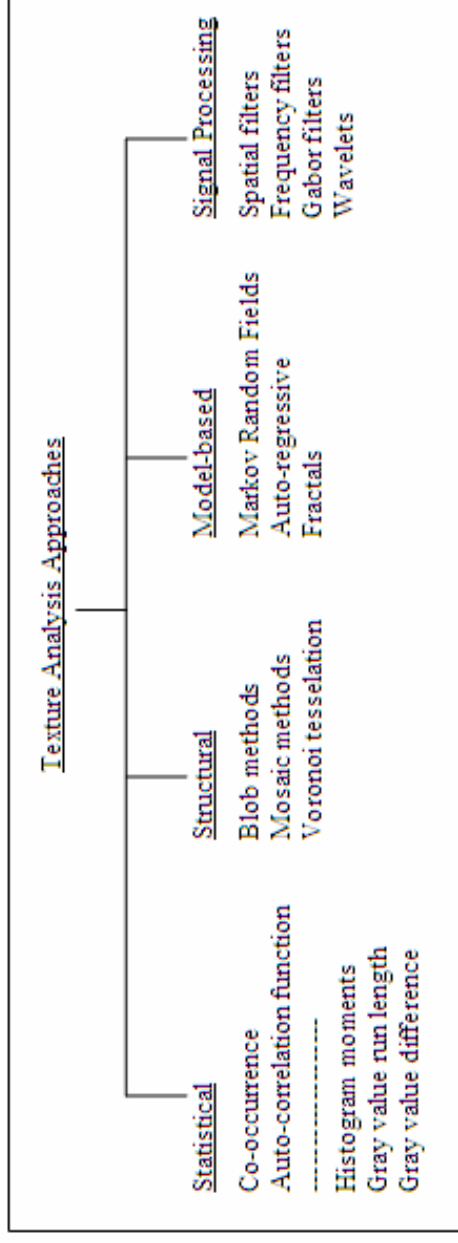 Texture Analysis Approaches
Statistical
Co-occurrence
Auto-correlation function
--------------------
Histogram moments
Gray value run length
Gray value difference
Structural
Blob methods
Mosaic methods
Voronoi tesselation
Model-based
Markov Random Fields
Auto-regressive
Fractals
Signal Processing
Spatial filters
Frequency filters
Gabor filters
Wavelets